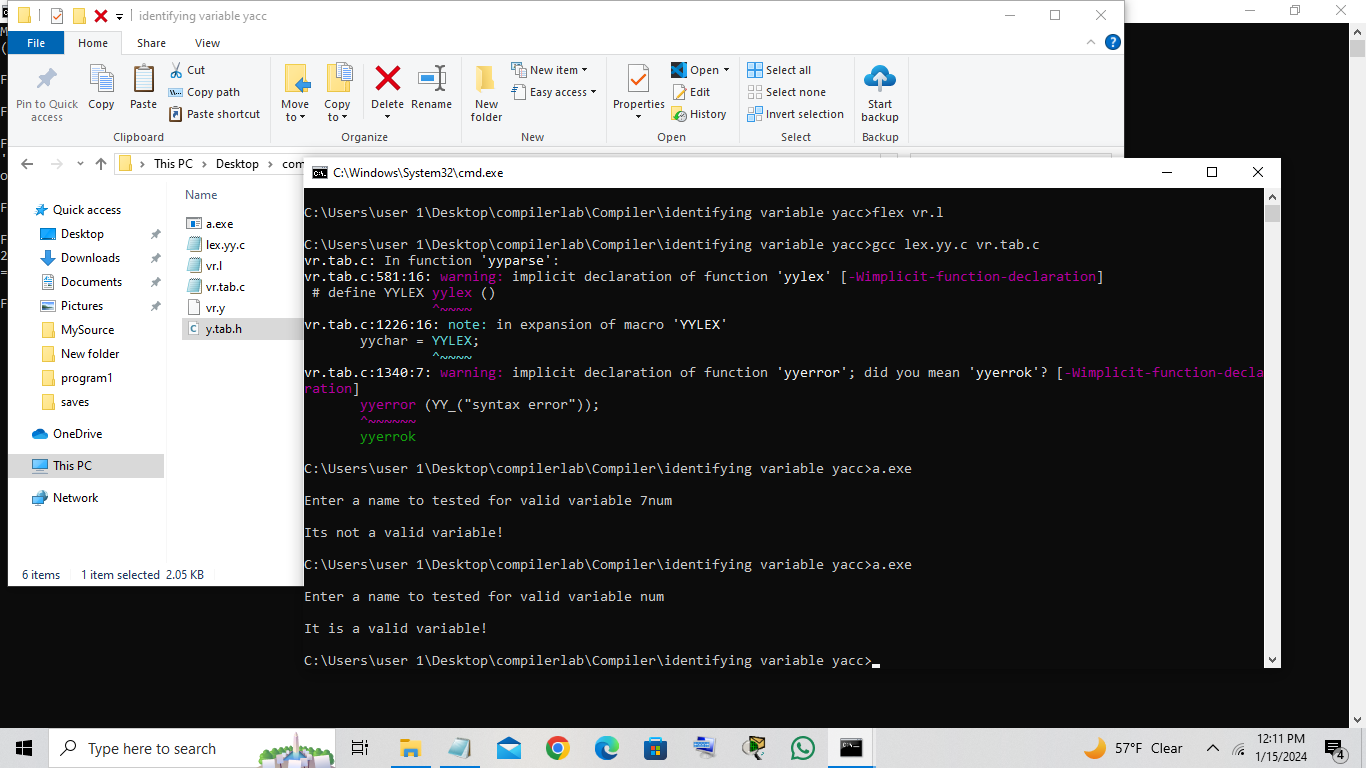 identifying variable yacc
File Home Share View
Pin to Quick access
Copy
Paste
Cut
Copy path
Paste shortcut
Clipboard
Move to
Copy to
Delete
Rename
Organize
New folder
New item
Easy access
New
Properties
Open
Edit
History
Open
Select all
Select none
Invert selection
Select
Start backup
Backup
This PC > Desktop > com
Name
Quick access
Desktop
Downloads
Documents
Pictures
MySource
New folder
program1
saves
OneDrive
This PC
Network
a.exe
lex.yy.c
vr.l
vr.tab.c
vr.y
y.tab.h
6 items 1 item selected 2.05 KB
C:\Windows\System32\cmd.exe
C:\Users\user 1\Desktop\compilerlab\Compiler\identifying variable yacc>flex vr.l
C:\Users\user 1\Desktop\compilerlab\Compiler\identifying variable yacc>gcc lex.yy.c vr.tab.c
vr.tab.c: In function 'yyparse':
vr.tab.c:581:16: warning: implicit declaration of function 'yylex' [-Wimplicit-function-declaration]
# define YYLEX yylex ()
^~~~~
vr.tab.c:1226:16: note: in expansion of macro 'YYLEX'
yychar = YYLEX;
^~~~~
vr.tab.c:1340:7: warning: implicit declaration of function 'yyerror'; did you mean 'yyerrok'? [-Wimplicit-function-decla
ration]
yyerror (YY_("syntax error"));
^~~~~~~
yyerrok
C:\Users\user 1\Desktop\compilerlab\Compiler\identifying variable yacc>a.exe
Enter a name to tested for valid variable 7num
Its not a valid variable!
C:\Users\user 1\Desktop\compilerlab\Compiler\identifying variable yacc>a.exe
Enter a name to tested for valid variable num
It is a valid variable!
C:\Users\user 1\Desktop\compilerlab\Compiler\identifying variable yacc>
Type here to search
57°F Clear
12:11 PM
1/15/2024
4